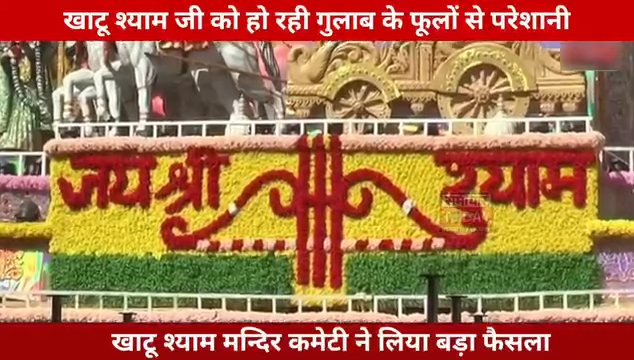 खाटू श्याम जी को हो रही गुलाब के फूलों से परेशानी
जय श्री श्याम
खाटू श्याम मन्दिर कमेटी ने लिया बड़ा फैसला